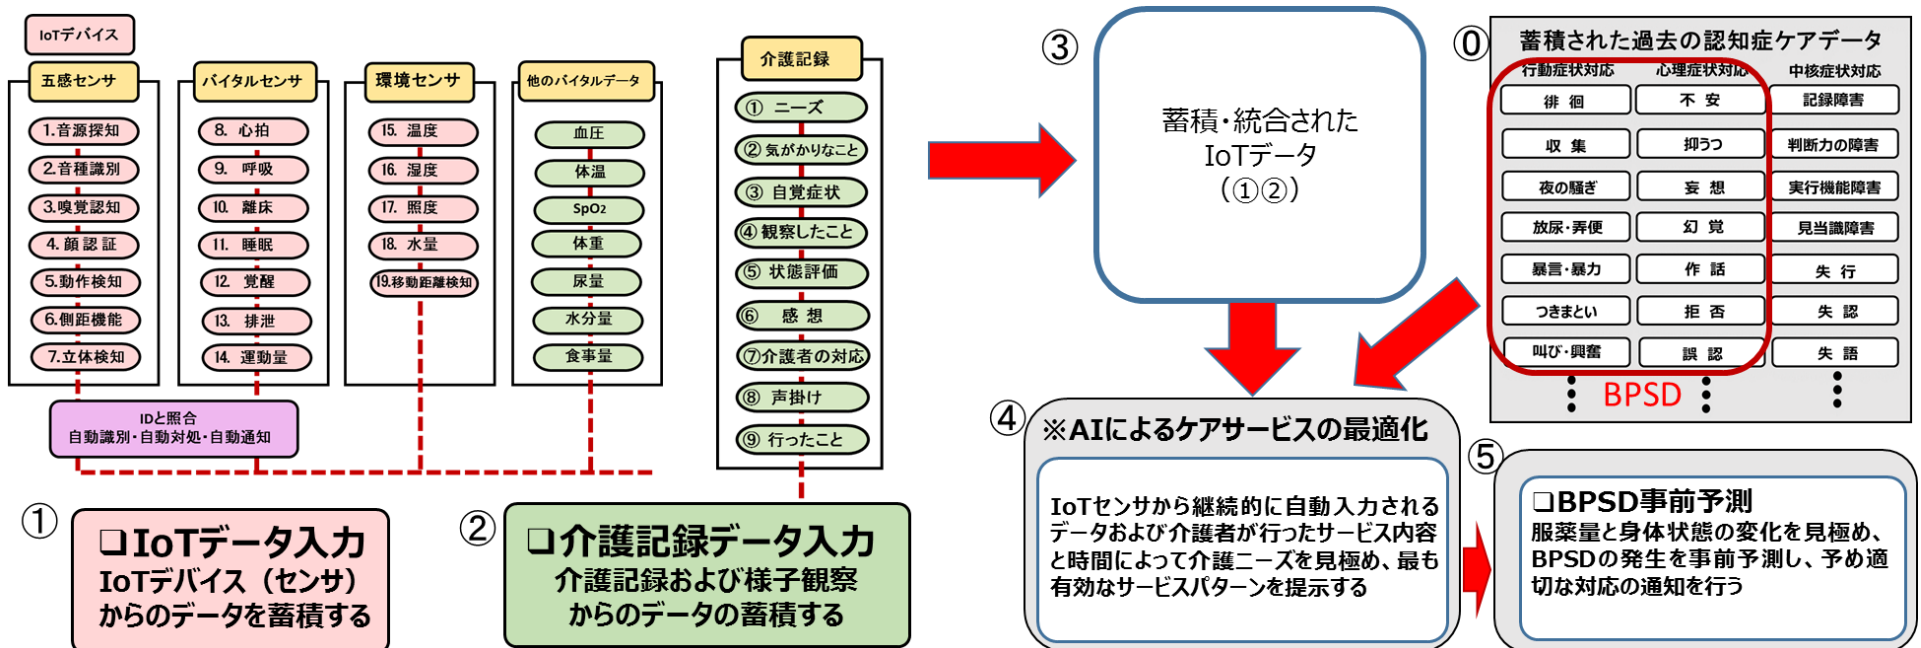 IoTデバイス
五感センサ
1.音源探知
2.音種識別
3.嗅覚認知
4.顔認証
5.動作検知
6.側距機能
7.立体検知
バイタルセンサ
8. 心拍
9. 呼吸
10. 離床
11. 睡眠
12. 覚醒
13. 排泄
14. 運動量
環境センサ
15. 温度
16. 湿度
17. 照度
18. 水量
19.移動距離検知
他のバイタルデータ
血圧
体温
SpO2
体重
尿量
水分量
食事量
IDと照合
自動識別・自動対処・自動通知
介護記録
① ニーズ
②気がかりなこと
③ 自覚症状
④観察したこと
⑤ 状態評価
⑥ 感想
⑦介護者の対応
⑧ 声掛け
⑨ 行ったこと
①
❑IoTデータ入力
IoTデバイス（センサ）
からのデータを蓄積する
②
❑介護記録データ入力
介護記録および様子観察
からのデータの蓄積する
③
蓄積・統合された
IoTデータ
（①②）
⓪
蓄積された過去の認知症ケアデータ
行動症状対応
徘徊
収集
夜の騒ぎ
放尿・弄便
暴言・暴力
つきまとい
叫び・興奮
心理症状対応
不安
抑うつ
妄想
幻覚
作話
拒否
誤認
中核症状対応
記録障害
判断力の障害
実行機能障害
見当識障害
失行
失認
失語
BPSD
④
※AIによるケアサービスの最適化
IoTセンサから継続的に自動入力される
データおよび介護者が行ったサービス内容
と時間によって介護ニーズを見極め、最も
有効なサービスパターンを提示する
⑤
❑BPSD事前予測
服薬量と身体状態の変化を見極め、
BPSDの発生を事前予測し、予め適
切な対応の通知を行う